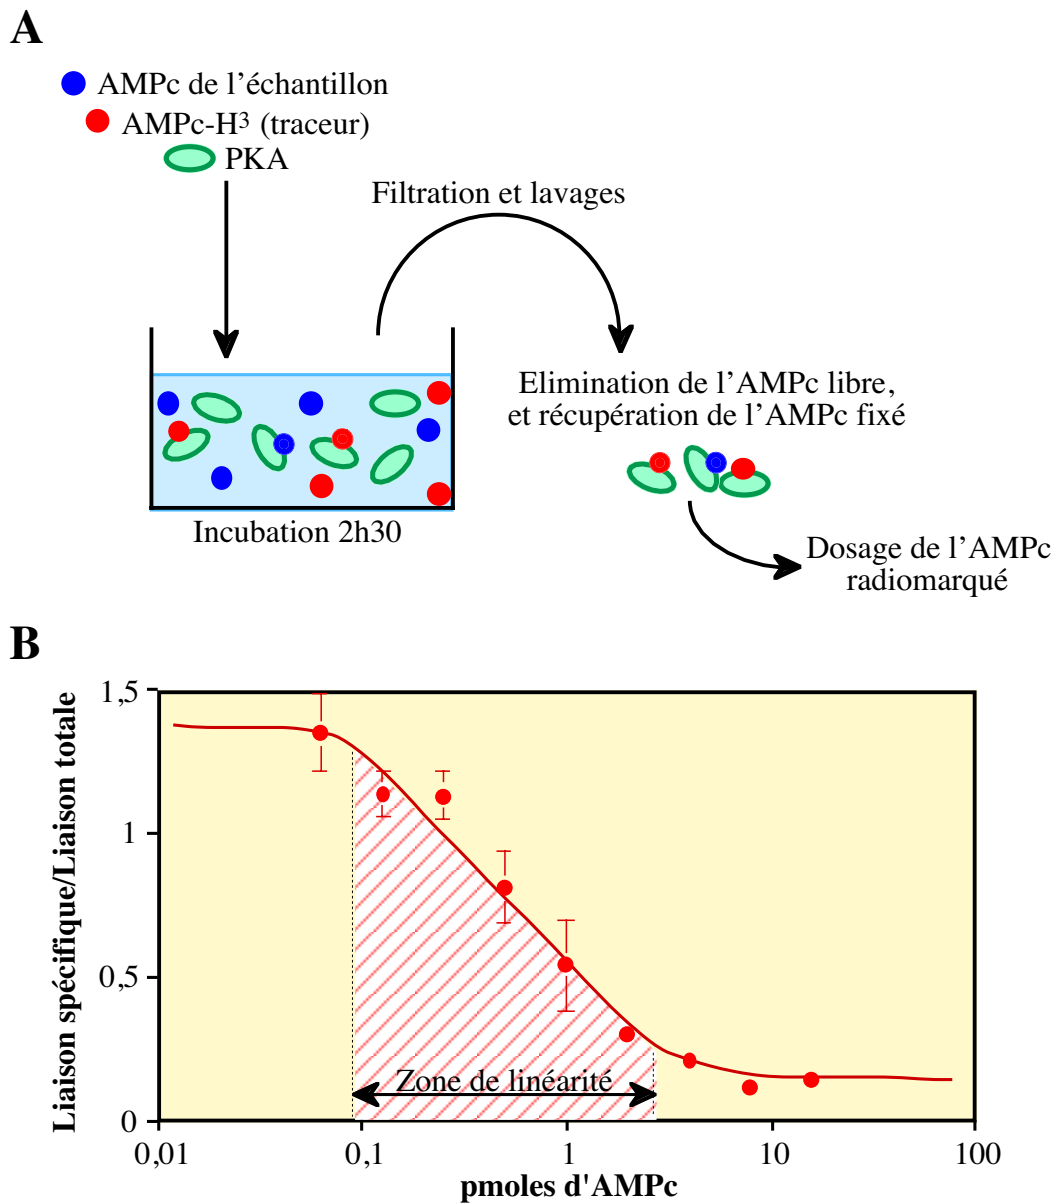 A
AMPc de l'échantillon
AMPc-H³ (traceur)
PKA
Filtration et lavages
Incubation 2h30
Elimination de l'AMPc libre,
et récupération de l'AMPc fixé
Dosage de l'AMPc
radiomarqué
B
Liaison spécifique/Liaison totale
1,5
1
0,5
0
Zone de linéarité
0,01
0,1
1
10
100
pmoles d'AMPc